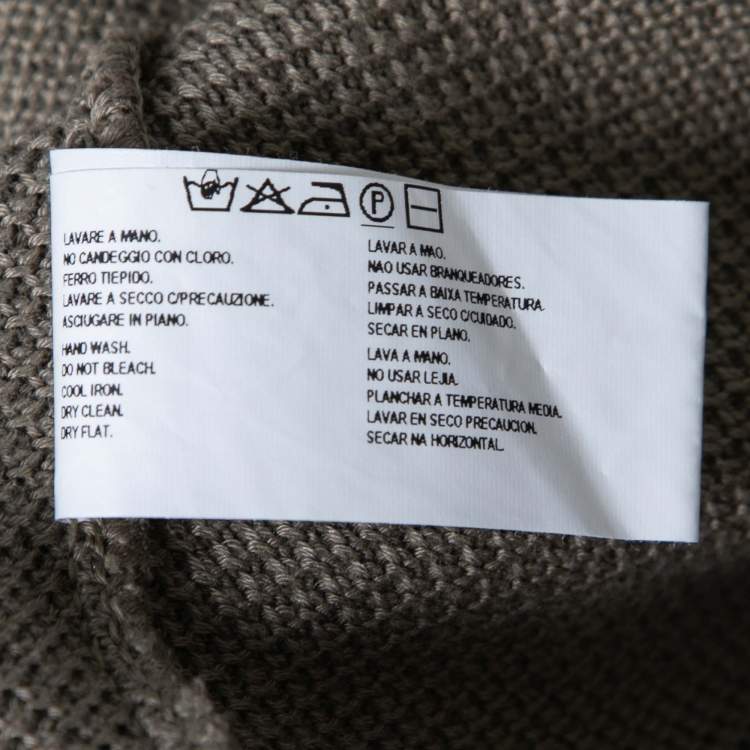 P
LAVARE A MANO.
NO CANDEGGIO CON CLORO.
FERRO TIEPIDO.
LAVARE A SECCO C/PRECAUZIONE.
ASCIUGARE IN PIANO.
HAND WASH.
DO NOT BLEACH.
COOL IRON.
DRY CLEAN.
DRY FLAT.
LAVAR A MAO.
NAO USAR BRANQUEADORES.
PASSAR A BAIXA TEMPERATURA.
LIMPAR A SECO C/CUIDADO.
SECAR EN PLANO.
LAVA A MANO.
NO USAR LEJIA.
PLANCHAR A TEMPERATURA MEDIA.
LAVAR EN SECO PRECAUCION.
SECAR NA HORIZONTAL.